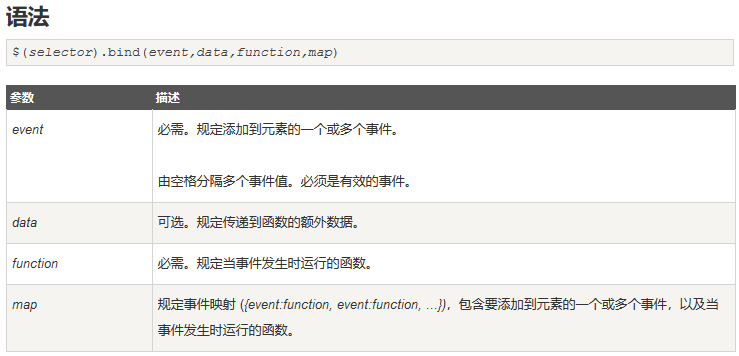 语法
$(selector).bind(event,data,function,map)
参数 描述
event 必需。规定添加到元素的一个或多个事件。
由空格分隔多个事件值。必须是有效的事件。
data 可选。规定传递到函数的额外数据。
function 必需。规定当事件发生时运行的函数。
map 规定事件映射 ({event:function, event:function, ...})，包含要添加到元素的一个或多个事件，以及当
事件发生时运行的函数。